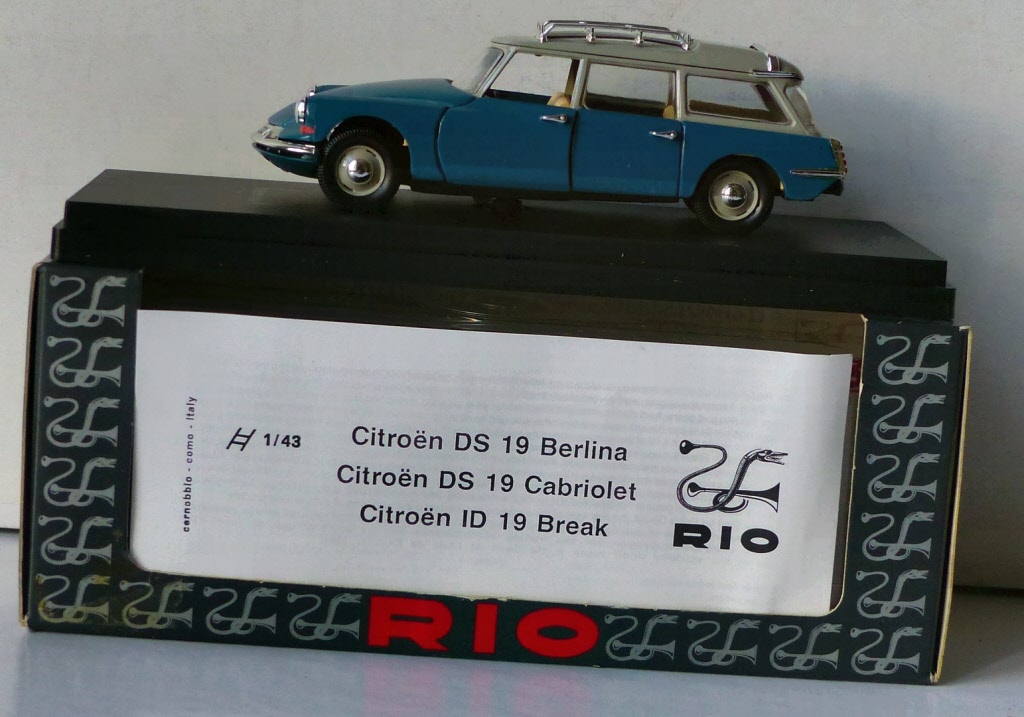 cernobbio - como - italy
1/43
Citroën DS 19 Berlina
Citroën DS 19 Cabriolet
Citroën ID 19 Break
RIO
RIO